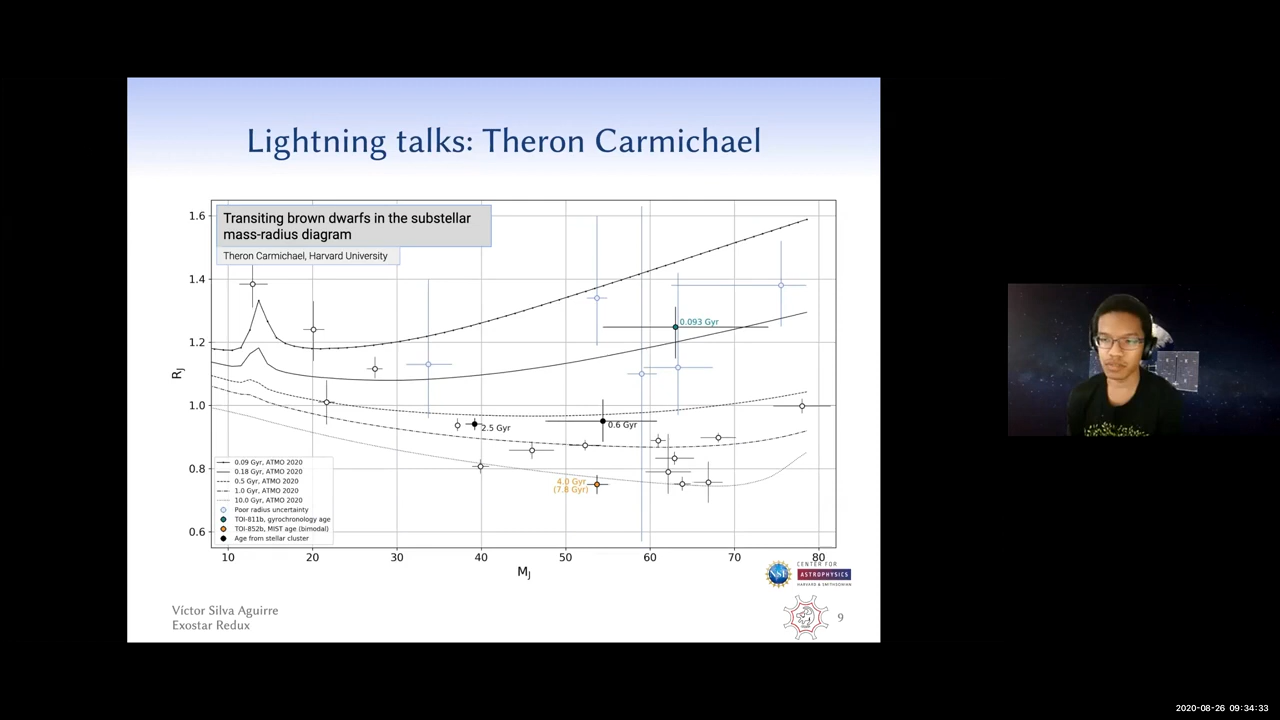 Lightning talks: Theron Carmichael
Transiting brown dwarfs in the substellar
mass-radius diagram
Theron Carmichael, Harvard University
1.6
1.4
1.2
1.0
0.8
0.6
R_J
0.093 Gyr
2.5 Gyr
0.6 Gyr
4.0 Gyr
(7.8 Gyr)
0.09 Gyr, ATMO 2020
0.18 Gyr, ATMO 2020
0.5 Gyr, ATMO 2020
1.0 Gyr, ATMO 2020
10.0 Gyr, ATMO 2020
Poor radius uncertainty
TOI-811b, gyrochronology age
TOI-852b, MIST age (bimodal)
Age from stellar cluster
10 20 30 40 50 60 70 80
M_J
NSF
CENTER FOR
ASTROPHYSICS
HARVARD & SMITHSONIAN
Víctor Silva Aguirre
Exostar Redux
9
2020-08-26 09:34:33